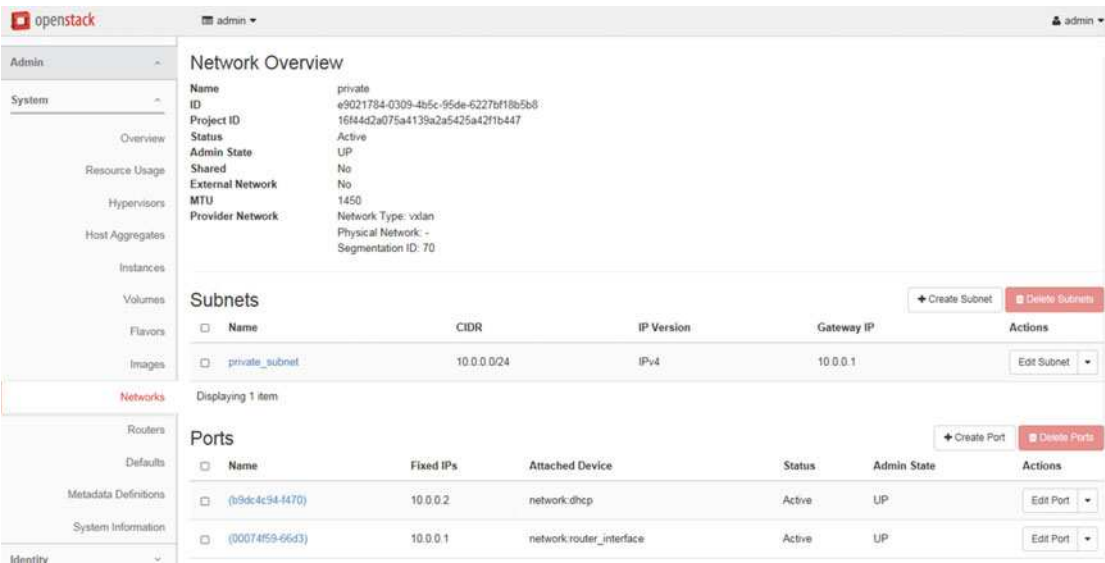 openstack
admin
admin
Admin
System
Overview
Resource Usage
Hypervisors
Host Aggregates
Instances
Volumes
Flavors
Images
Networks
Routers
Defaults
Metadata Definitions
System Information
Identity
Network Overview
Name private
ID e9021784-0309-4b5c-95de-6227bf18b5b8
Project ID 16f44d2a075a4139a2a5425a42f1b447
Status Active
Admin State UP
Shared No
External Network No
MTU 1450
Provider Network Network Type: vxlan
Physical Network: -
Segmentation ID: 70
Subnets
+ Create Subnet Delete Subnets
Name CIDR IP Version Gateway IP Actions
private_subnet 10.0.0.0/24 IPv4 10.0.0.1 Edit Subnet
Displaying 1 item
Ports
+ Create Port Delete Ports
Name Fixed IPs Attached Device Status Admin State Actions
(b9dc4c94-f470) 10.0.0.2 network:dhcp Active UP Edit Port
(00074f59-66d3) 10.0.0.1 network:router_interface Active UP Edit Port